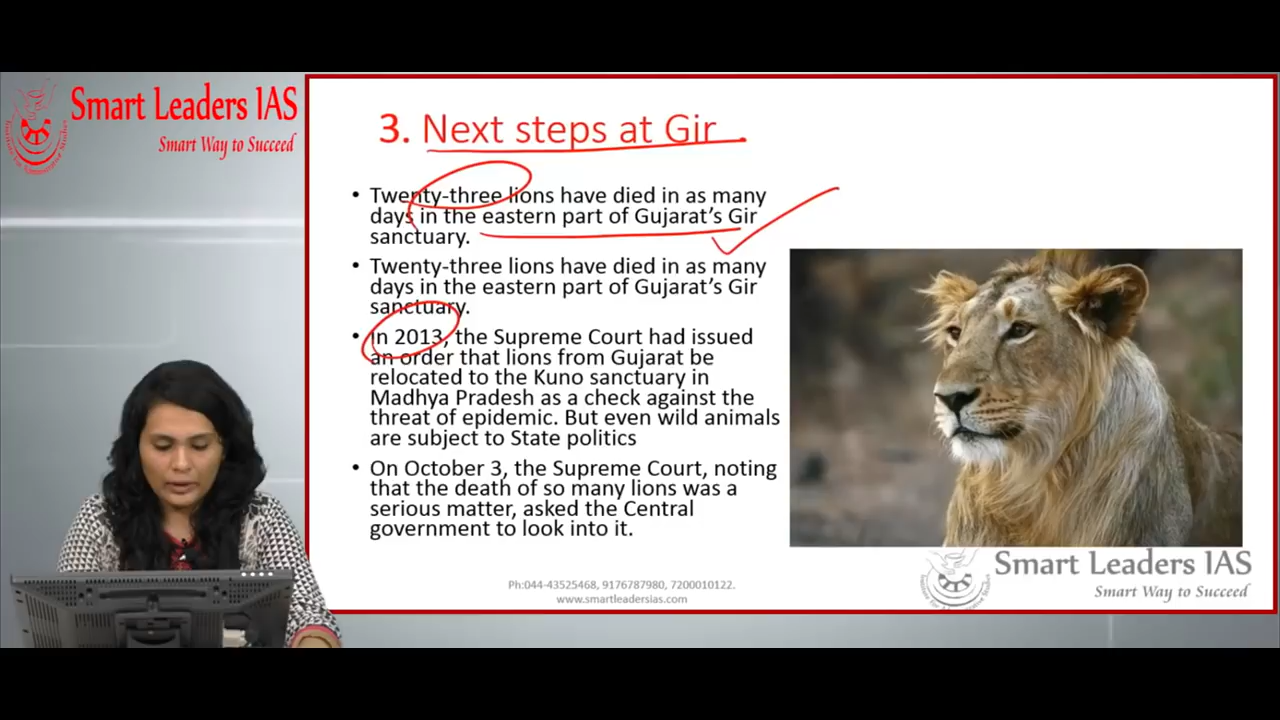 Smart Leaders IAS
Smart Way to Succeed
3. Next steps at Gir
• Twenty-three lions have died in as many
days in the eastern part of Gujarat's Gir
sanctuary.
• Twenty-three lions have died in as many
days in the eastern part of Gujarat's Gir
sanctuary.
• In 2013, the Supreme Court had issued
an order that lions from Gujarat be
relocated to the Kuno sanctuary in
Madhya Pradesh as a check against the
threat of epidemic. But even wild animals
are subject to State politics
• On October 3, the Supreme Court, noting
that the death of so many lions was a
serious matter, asked the Central
government to look into it.
Smart Leaders IAS
Smart Way to Succeed
Ph:044-43525468, 9176787980, 7200010122.
www.smartleadersias.com